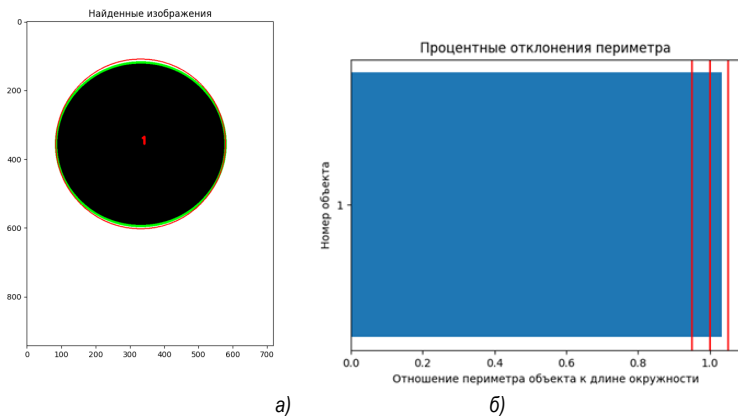 Найденные изображения
0
200
400
600
800
0 100 200 300 400 500 600 700
1
а)
Процентные отклонения периметра
Номер объекта
1
0.0 0.2 0.4 0.6 0.8 1.0
Отношение периметра объекта к длине окружности
б)